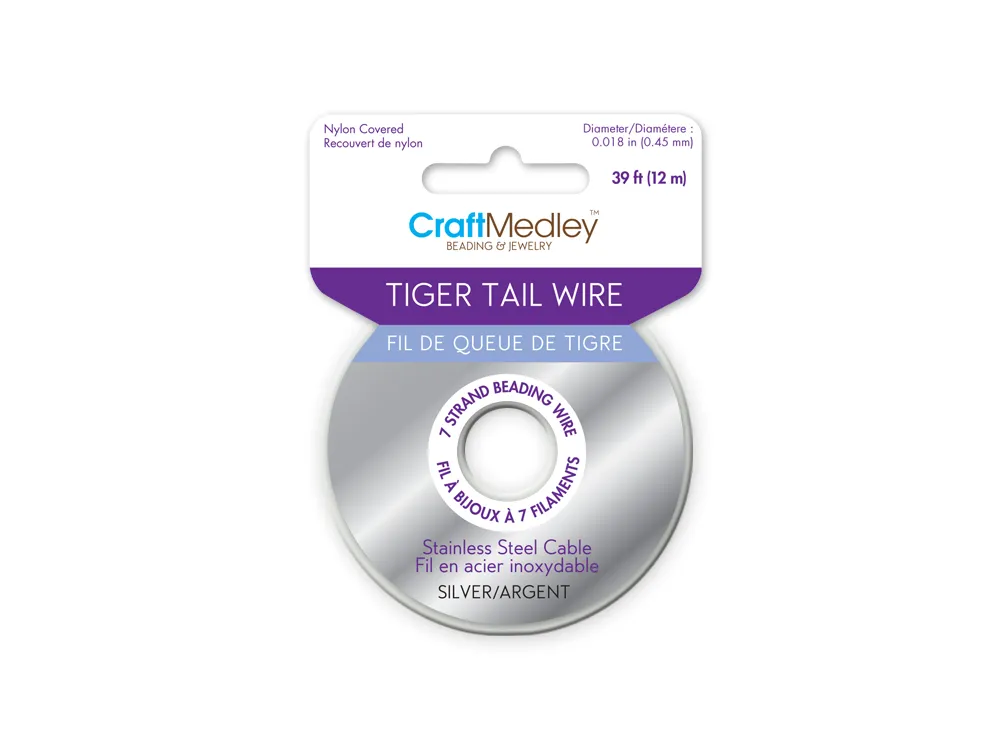 Nylon Covered
Recouvert de nylon
Diameter/Diamétere :
0.018 in (0.45 mm)
39 ft (12 m)
CraftMedley™
BEADING & JEWELRY
TIGER TAIL WIRE
FIL DE QUEUE DE TIGRE
7 STRAND BEADING WIRE
FIL À BIJOUX À 7 FILAMENTS
Stainless Steel Cable
Fil en acier inoxydable
SILVER/ARGENT